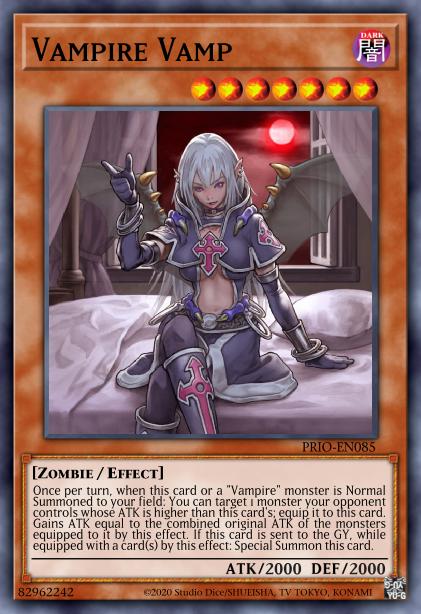 VAMPIRE VAMP
DARK
闇
PRIO-EN085
[ZOMBIE / EFFECT]
Once per turn, when this card or a "Vampire" monster is Normal
Summoned to your field: You can target 1 monster your opponent
controls whose ATK is higher than this card's; equip it to this card.
Gains ATK equal to the combined original ATK of the monsters
equipped to it by this effect. If this card is sent to the GY, while
equipped with a card(s) by this effect: Special Summon this card.
ATK/2000 DEF/2000
82962242
©2020 Studio Dice/SHUEISHA, TV TOKYO, KONAMI